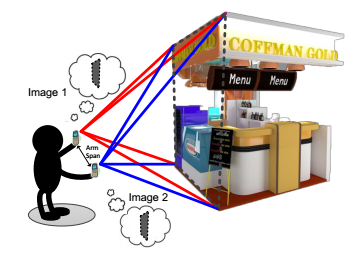 COFFMAN GOLD
Menu Menu
Image 1
Arm
Span
Image 2